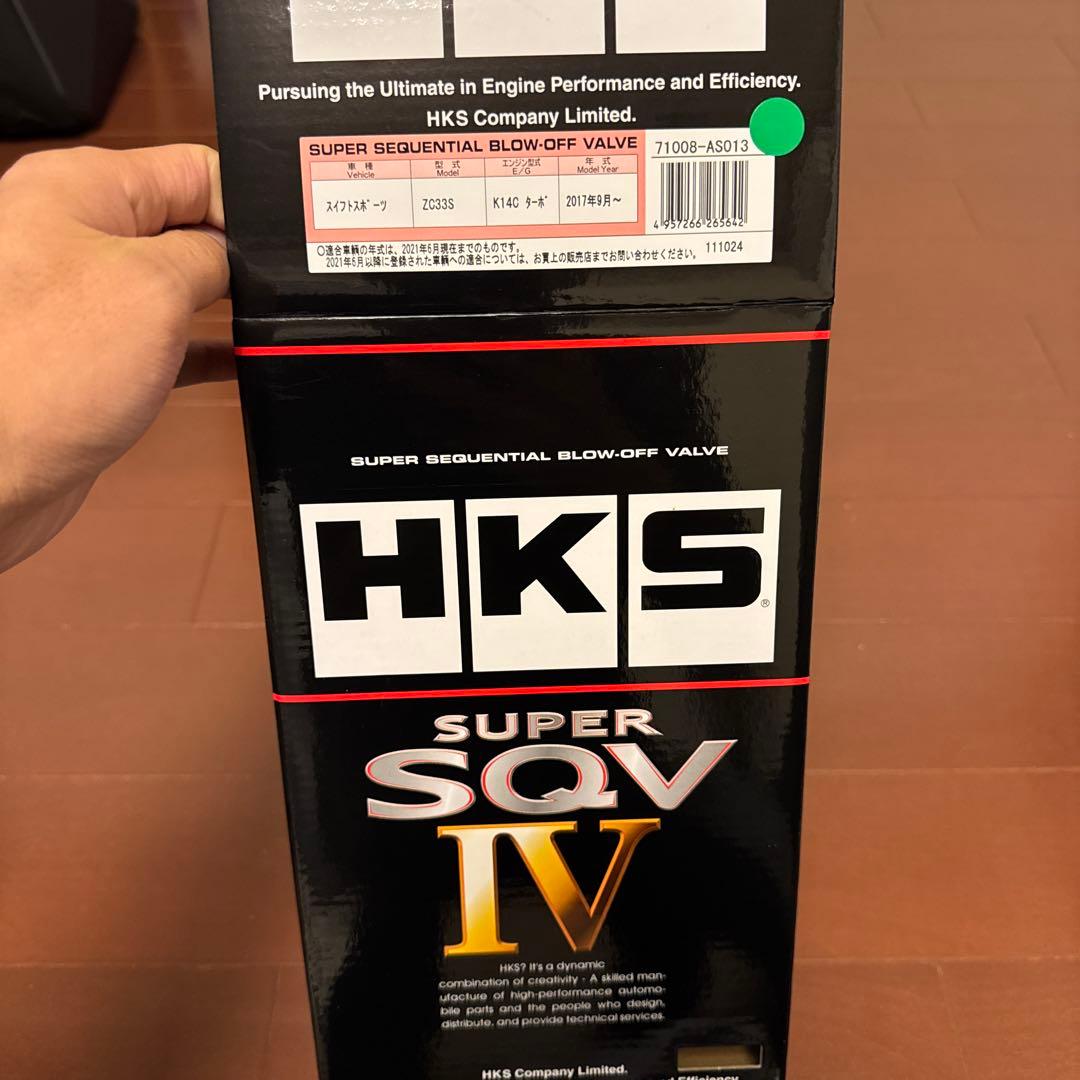 Pursuing the Ultimate in Engine Performance and Efficiency.
HKS Company Limited.
SUPER SEQUENTIAL BLOW-OFF VALVE
71008-AS013
車種 型式 エンジン型式 年式
Vehicle Model E/G Model Year
スイフトスポーツ ZC33S K14C ターボ 2017年9月~
4 957266 265642
○適合車輌の年式は、2021年6月現在までのものです。
2021年6月以降に登録された車輌への適合については、お買上の販売店までお問い合わせください。
111024
SUPER SEQUENTIAL BLOW-OFF VALVE
HKS®
SUPER
SQV
IV
HKS? It's a dynamic
combination of creativity - A skilled man-
ufacture of high-performance automo-
bile parts and the people who design,
distribute, and provide technical services.
HKS Company Limited.
Efficiency